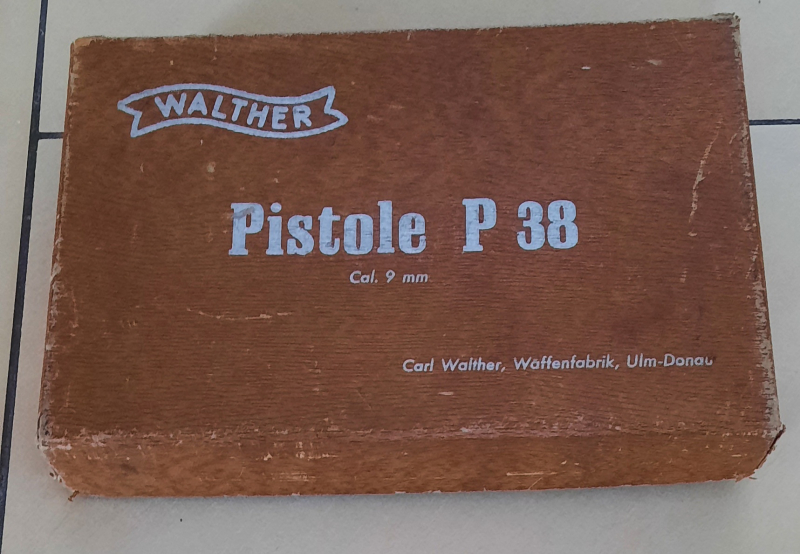 WALTHER
Pistole P 38
Cal. 9 mm
Carl Walther, Waffenfabrik, Ulm-Donau